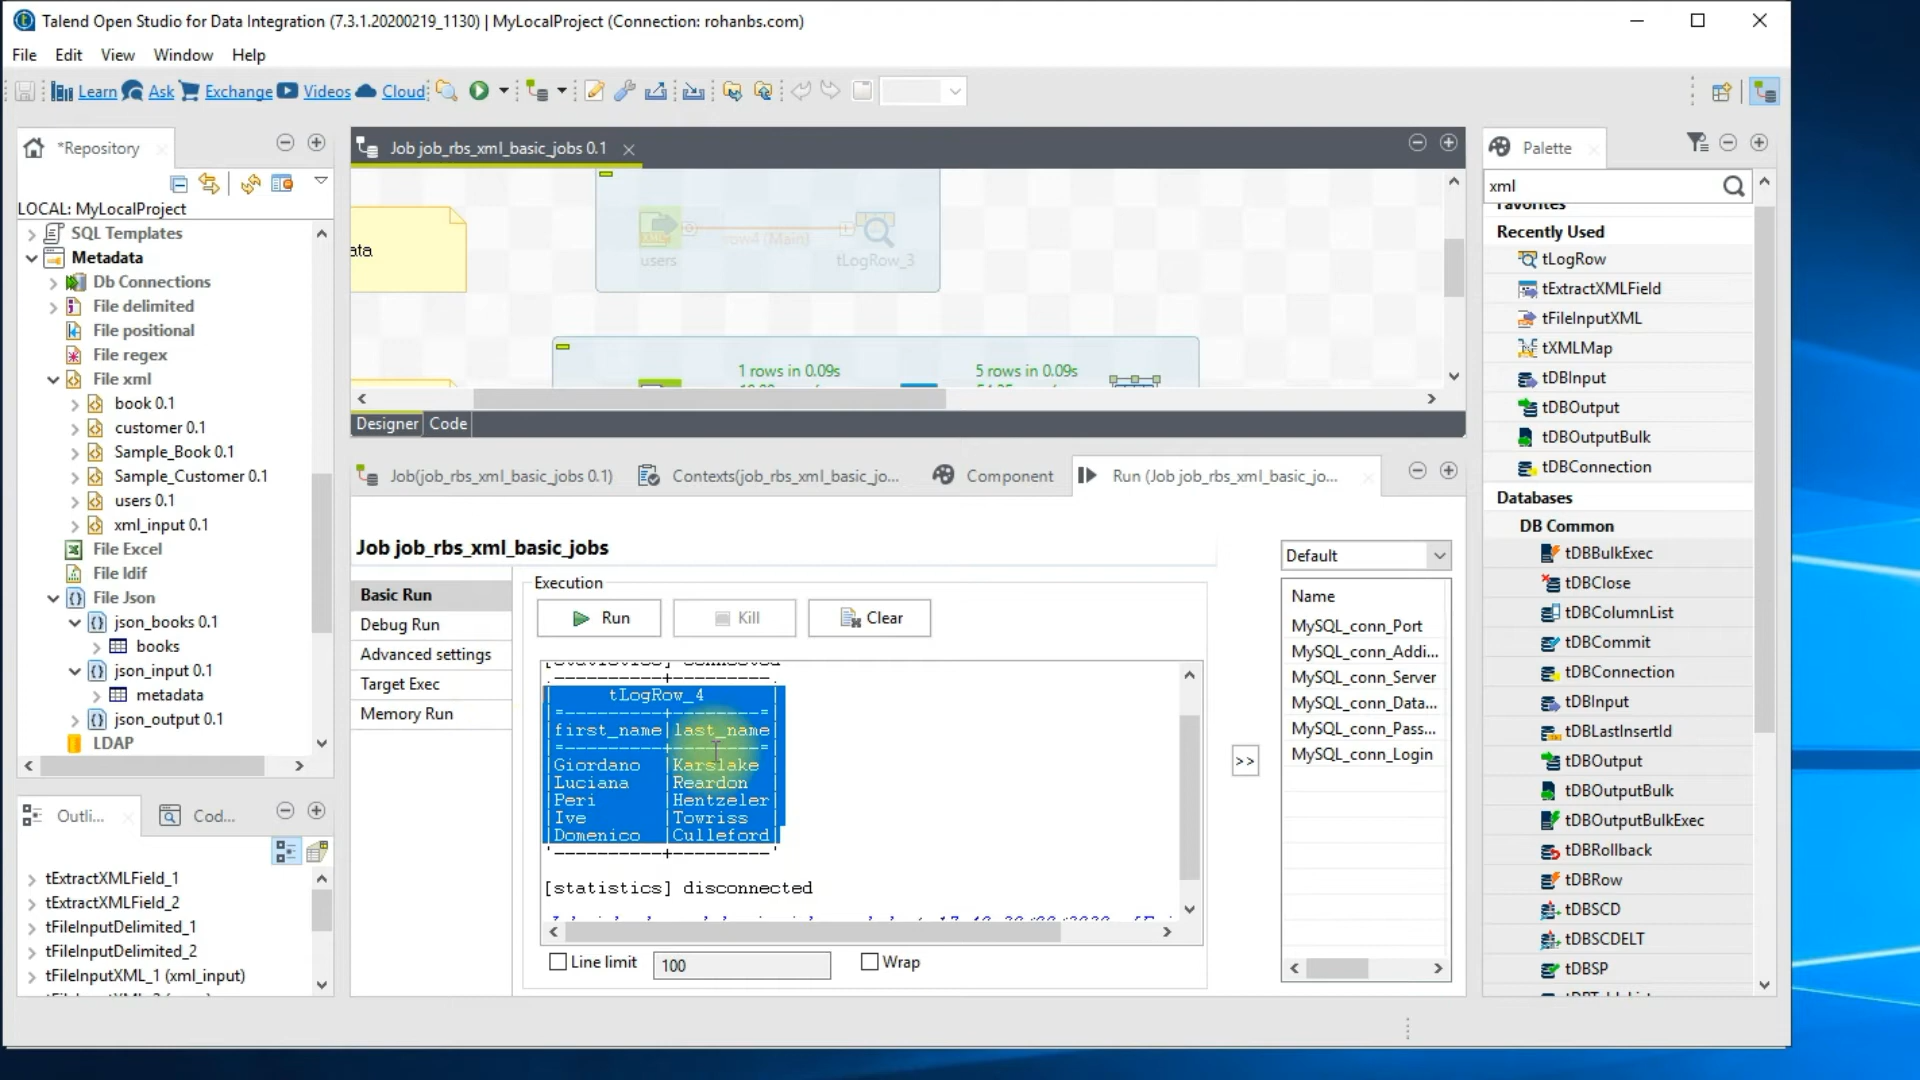 Talend Open Studio for Data Integration (7.3.1.20200219_1130) | MyLocalProject (Connection: rohanbs.com)
File Edit View Window Help
Learn Ask Exchange Videos Cloud
*Repository
LOCAL: MyLocalProject
SQL Templates
Metadata
Db Connections
File delimited
File positional
File regex
File xml
book 0.1
customer 0.1
Sample_Book 0.1
Sample_Customer 0.1
users 0.1
xml_input 0.1
File Excel
File ldif
File Json
json_books 0.1
books
json_input 0.1
metadata
json_output 0.1
LDAP
Outli... Cod...
tExtractXMLField_1
tExtractXMLField_2
tFileInputDelimited_1
tFileInputDelimited_2
tFileInputXML_1 (xml_input)
Job job_rbs_xml_basic_jobs 0.1
ata
row4 (Main)
users tLogRow_3
1 rows in 0.09s 5 rows in 0.09s
Designer Code
Job(job_rbs_xml_basic_jobs 0.1) Contexts(job_rbs_xml_basic_jo... Component Run (Job job_rbs_xml_basic_jo...
Job job_rbs_xml_basic_jobs
Basic Run
Debug Run
Advanced settings
Target Exec
Memory Run
Execution
Run Kill Clear
[statistics] connected
.----------+---------.
| tLogRow_4 |
|=----------+--------=|
|first_name|last_name|
|=----------+--------=|
|Giordano |Karslake |
|Luciana |Reardon |
|Peri |Hentzeler|
|Ive |Towriss |
|Domenico |Culleford|
'----------+---------'
[statistics] disconnected
Line limit 100 Wrap
>>
Default
Name
MySQL_conn_Port
MySQL_conn_Addi...
MySQL_conn_Server
MySQL_conn_Data...
MySQL_conn_Pass...
MySQL_conn_Login
Palette
xml
Favorites
Recently Used
tLogRow
tExtractXMLField
tFileInputXML
tXMLMap
tDBInput
tDBOutput
tDBOutputBulk
tDBConnection
Databases
DB Common
tDBBulkExec
tDBClose
tDBColumnList
tDBCommit
tDBConnection
tDBInput
tDBLastInsertId
tDBOutput
tDBOutputBulk
tDBOutputBulkExec
tDBRollback
tDBRow
tDBSCD
tDBSCDELT
tDBSP